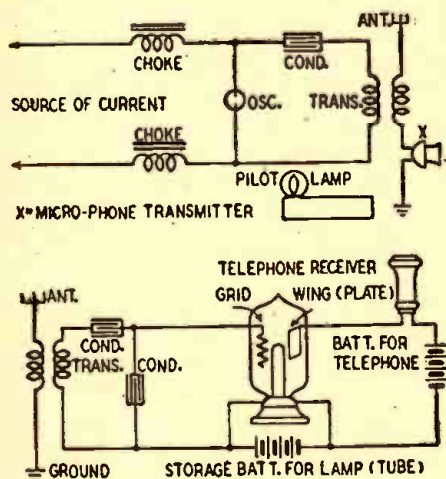 ANT.
CHOKE
COND.
SOURCE OF CURRENT
OSC.
TRANS.
X
CHOKE
PILOT LAMP
X= MICRO-PHONE TRANSMITTER
TELEPHONE RECEIVER
ANT.
GRID
WING (PLATE)
COND.
TRANS.
COND.
BATT. FOR
TELEPHONE
GROUND
STORAGE BATT. FOR LAMP (TUBE)